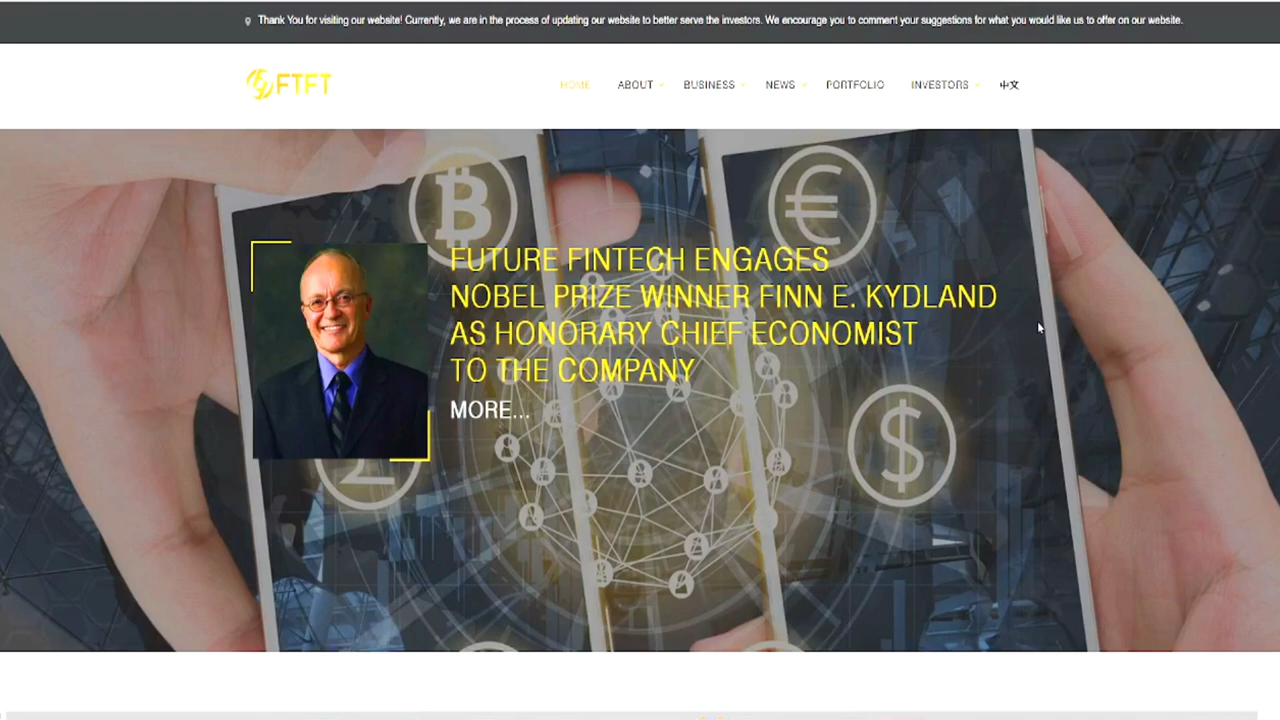 Thank You for visiting our website! Currently, we are in the process of updating our website to better serve the investors. We encourage you to comment your suggestions for what you would like us to offer on our website.
FTFT
HOME ABOUT BUSINESS NEWS PORTFOLIO INVESTORS 中文
FUTURE FINTECH ENGAGES
NOBEL PRIZE WINNER FINN E. KYDLAND
AS HONORARY CHIEF ECONOMIST
TO THE COMPANY
MORE...